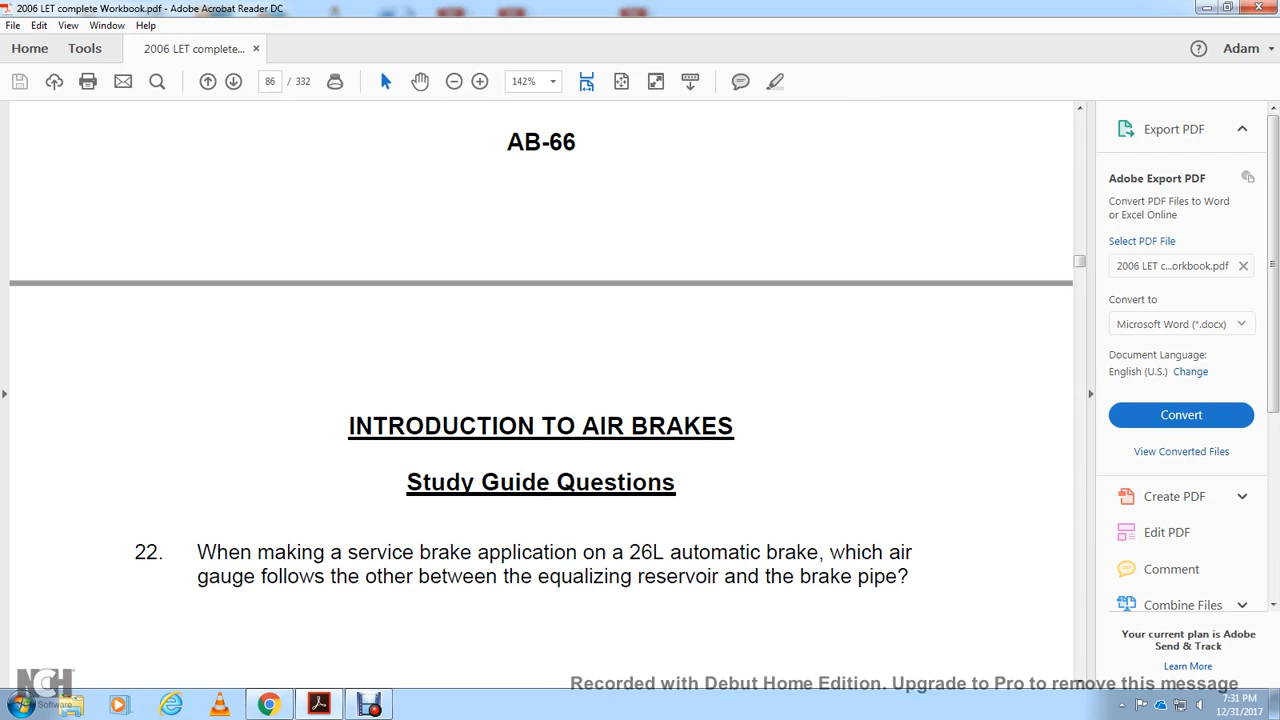 2006 LET complete Workbook.pdf - Adobe Acrobat Reader DC
File Edit View Window Help
Home Tools 2006 LET complete... × Adam
86 / 332 142%
AB-66
INTRODUCTION TO AIR BRAKES
Study Guide Questions
22. When making a service brake application on a 26L automatic brake, which air
gauge follows the other between the equalizing reservoir and the brake pipe?
Export PDF
Adobe Export PDF
Convert PDF Files to Word
or Excel Online
Select PDF File
2006 LET c...orkbook.pdf
Convert to
Microsoft Word (*.docx)
Document Language:
English (U.S.) Change
Convert
View Converted Files
Create PDF
Edit PDF
Comment
Combine Files
Your current plan is Adobe
Send & Track
Learn More
NCH
Software
Recorded with Debut Home Edition. Upgrade to Pro to remove this message
7:31 PM
12/31/2017